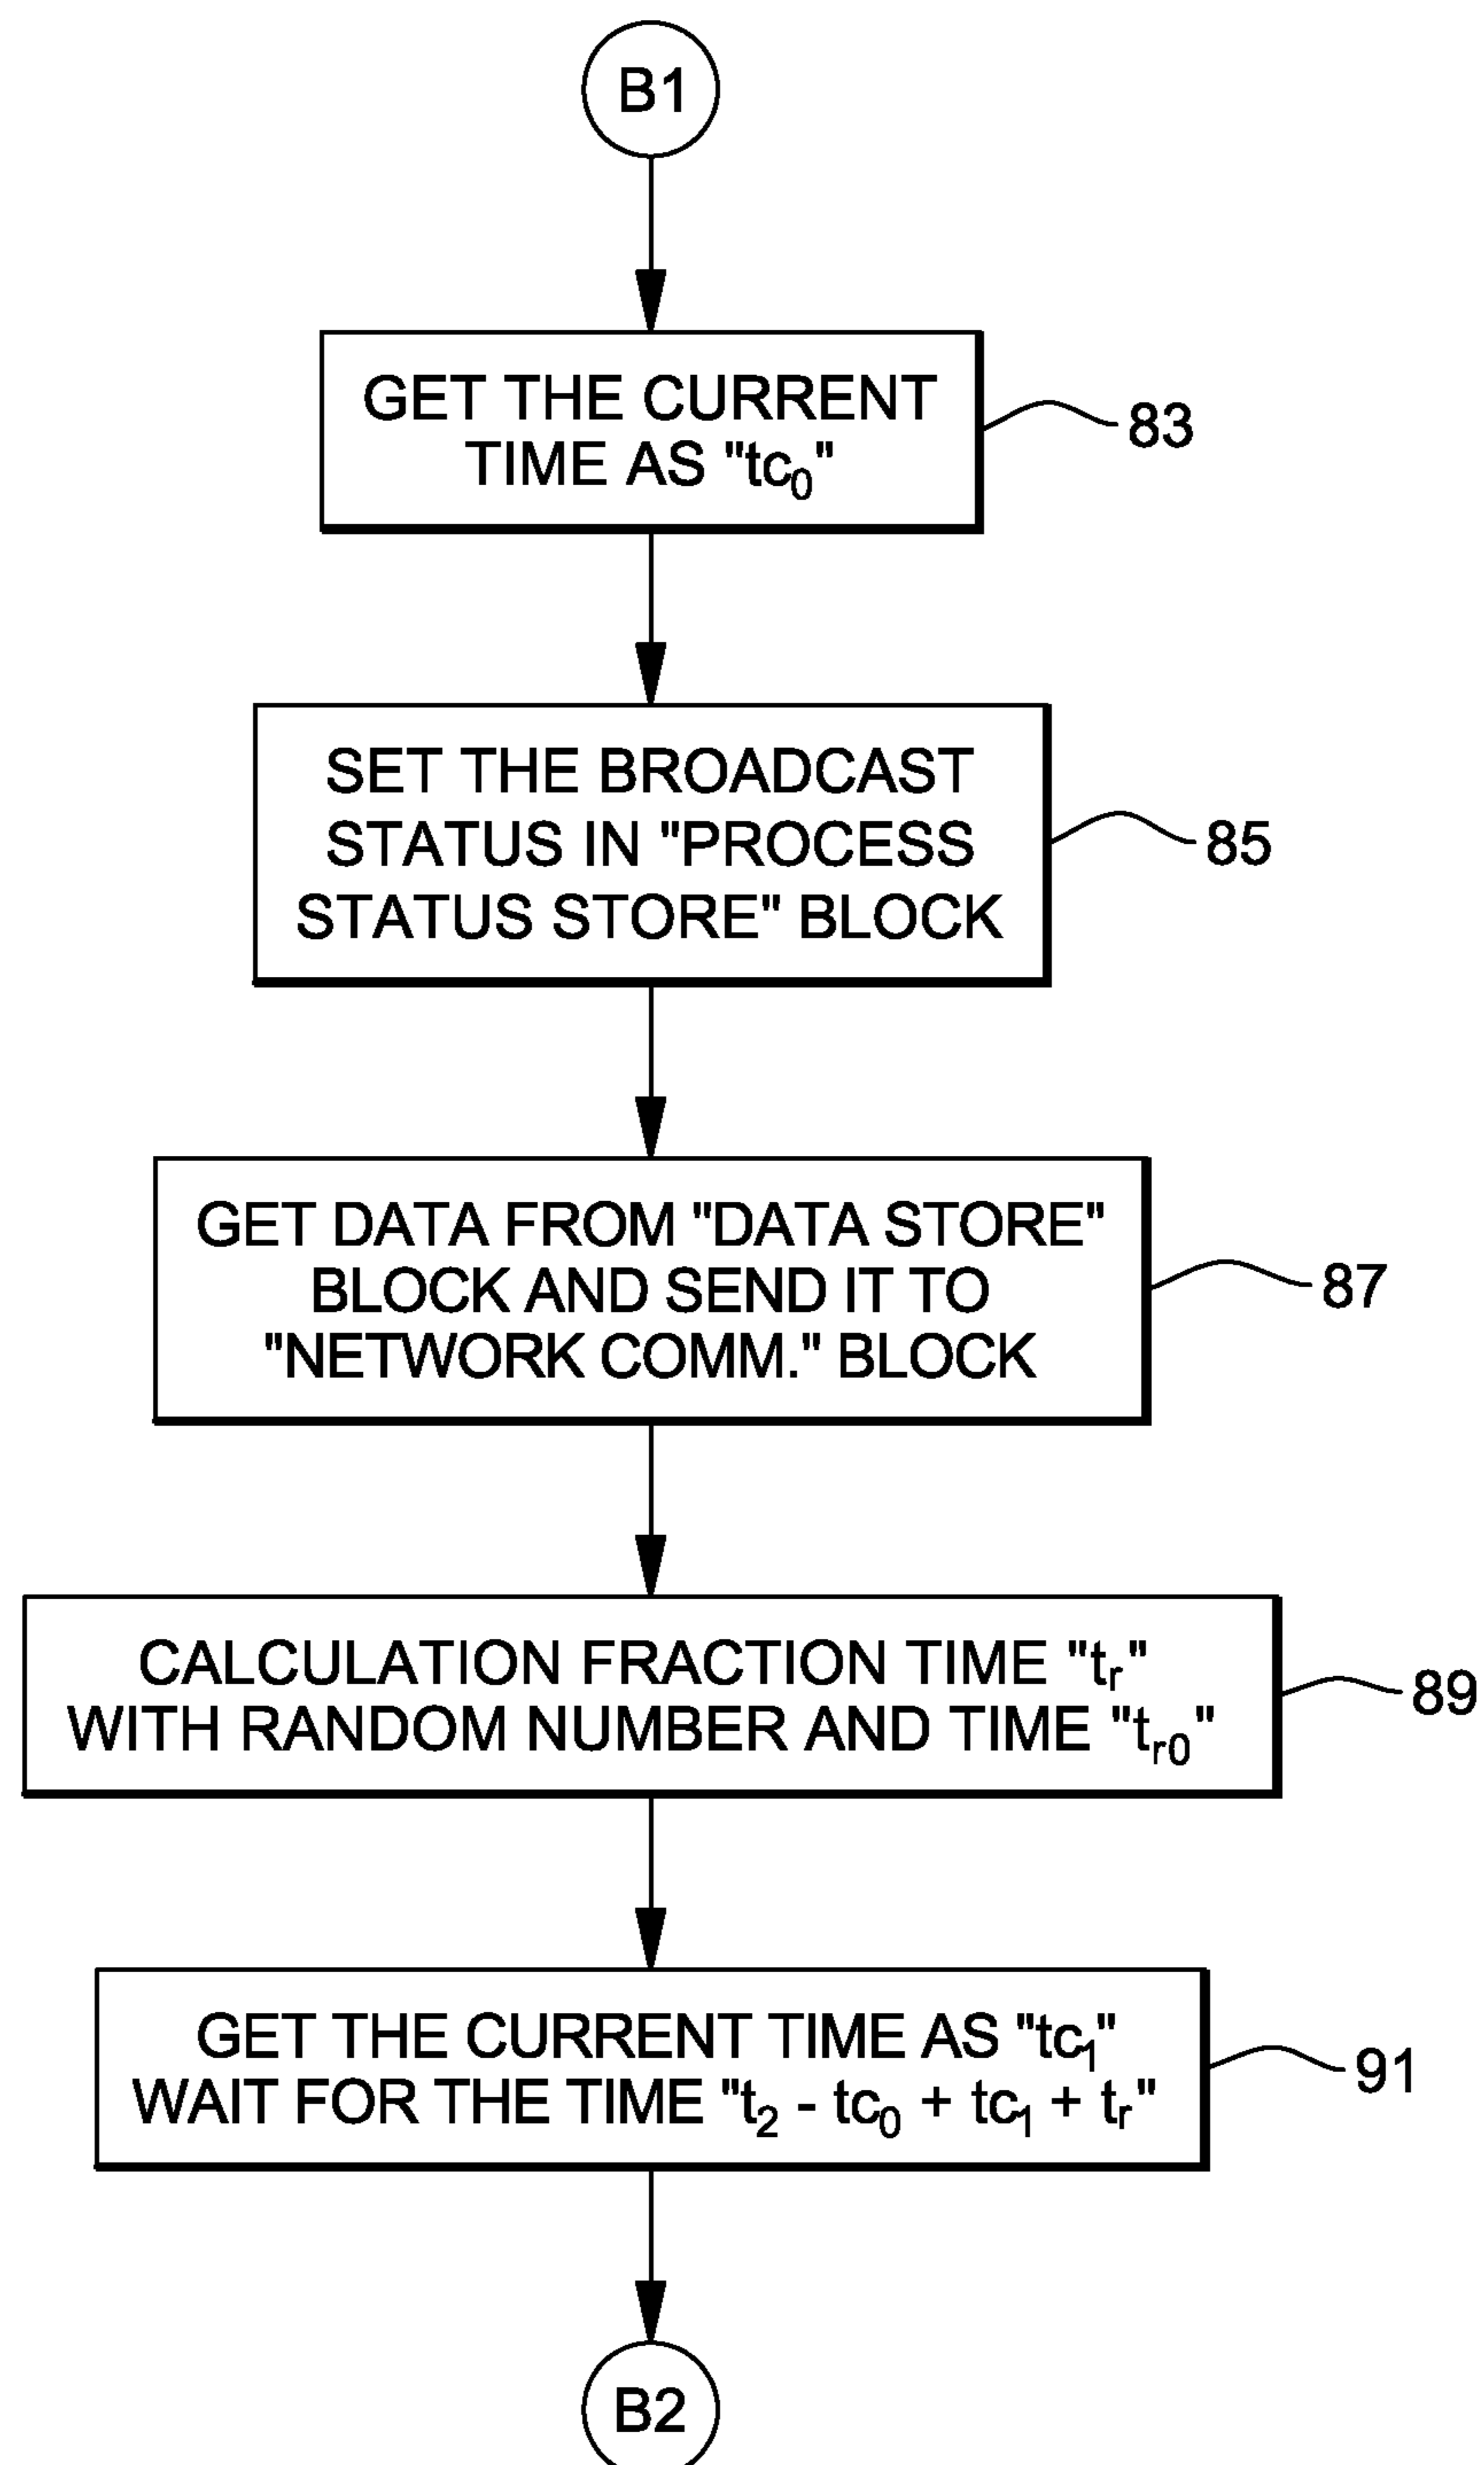 B1
GET THE CURRENT
TIME AS "tc₀"
83
SET THE BROADCAST
STATUS IN "PROCESS
STATUS STORE" BLOCK
85
GET DATA FROM "DATA STORE"
BLOCK AND SEND IT TO
"NETWORK COMM." BLOCK
87
CALCULATION FRACTION TIME "tᵣ"
WITH RANDOM NUMBER AND TIME "tᵣ₀"
89
GET THE CURRENT TIME AS "tc₁"
WAIT FOR THE TIME "t₂ - tc₀ + tc₁ + tᵣ"
91
B2